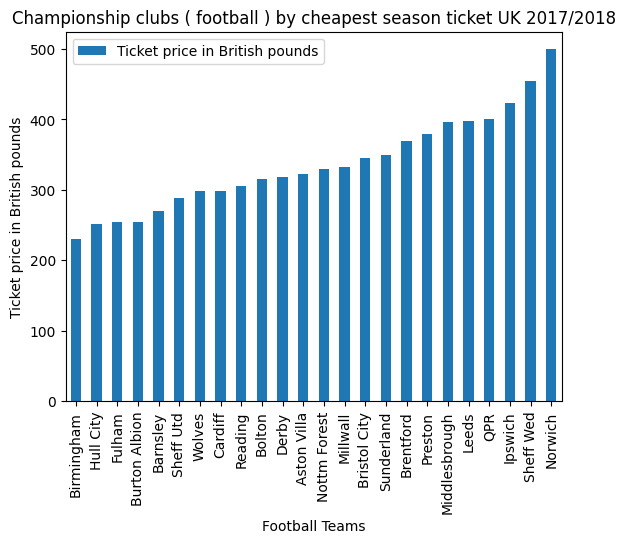 Championship clubs ( football ) by cheapest season ticket UK 2017/2018
Ticket price in British pounds
Ticket price in British pounds
500
400
300
200
100
0
Birmingham
Hull City
Fulham
Burton Albion
Barnsley
Sheff Utd
Wolves
Cardiff
Reading
Bolton
Derby
Aston Villa
Nottm Forest
Millwall
Bristol City
Sunderland
Brentford
Preston
Middlesbrough
Leeds
QPR
Ipswich
Sheff Wed
Norwich
Football Teams